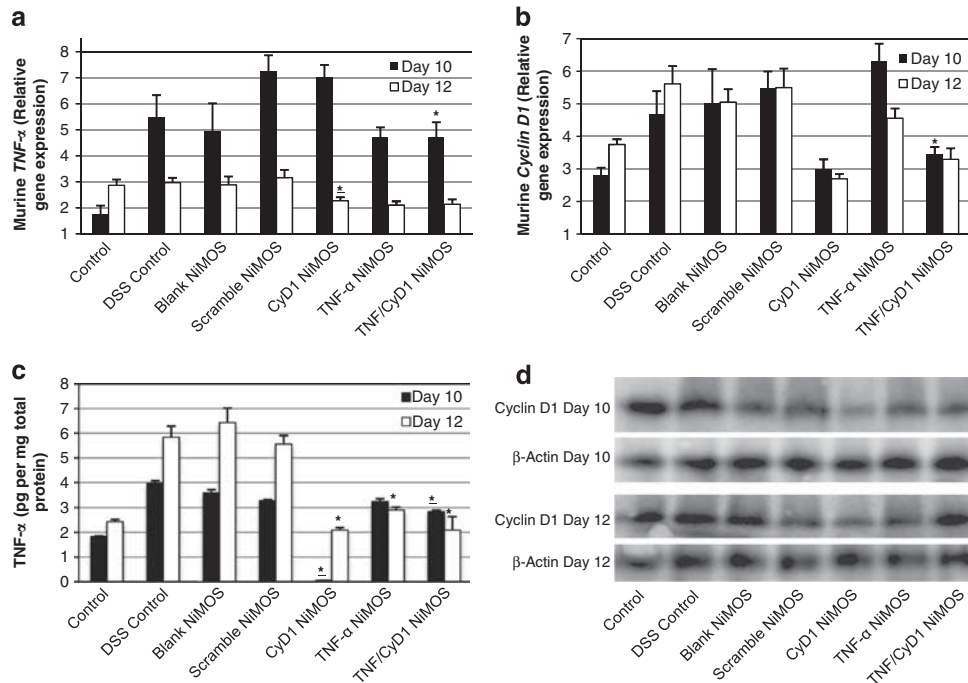 a
Murine TNF-α (Relative
gene expression)
8
7
6
5
4
3
2
1
Day 10
Day 12
*
*
Control
DSS Control
Blank NiMOS
Scramble NiMOS
CyD1 NiMOS
TNF-α NiMOS
TNF/CyD1 NiMOS
b
Murine Cyclin D1 (Relative
gene expression)
7
6
5
4
3
2
1
Day 10
Day 12
*
Control
DSS Control
Blank NiMOS
Scramble NiMOS
CyD1 NiMOS
TNF-α NiMOS
TNF/CyD1 NiMOS
c
TNF-α (pg per mg total
protein)
8
7
6
5
4
3
2
1
0
Day 10
Day 12
*
*
*
*
*
Control
DSS Control
Blank NiMOS
Scramble NiMOS
CyD1 NiMOS
TNF-α NiMOS
TNF/CyD1 NiMOS
d
Cyclin D1 Day 10
β-Actin Day 10
Cyclin D1 Day 12
β-Actin Day 12
Control
DSS Control
Blank NiMOS
Scramble NiMOS
CyD1 NiMOS
TNF-α NiMOS
TNF/CyD1 NiMOS